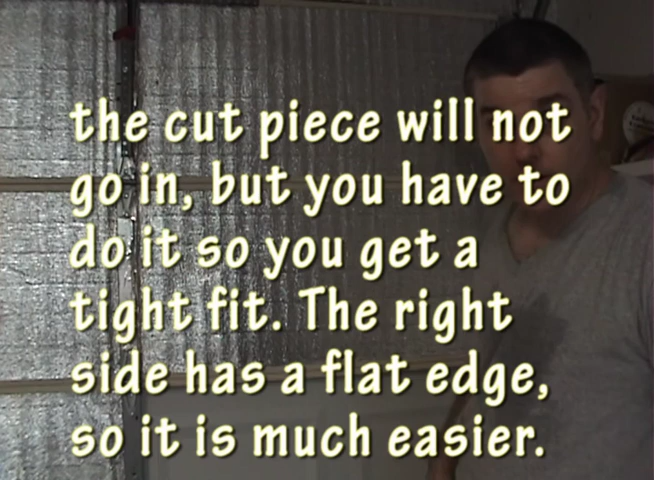 the cut piece will not
go in, but you have to
do it so you get a
tight fit. The right
side has a flat edge,
so it is much easier.